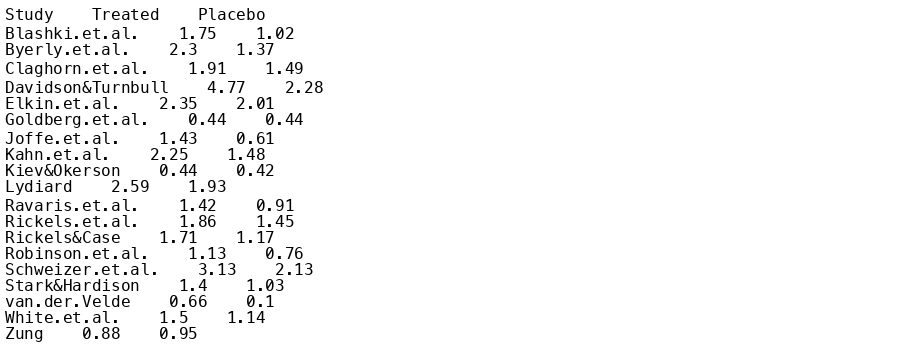 Study    Treated    Placebo
Blashki.et.al.    1.75    1.02
Byerly.et.al.    2.3    1.37
Claghorn.et.al.    1.91    1.49
Davidson&Turnbull    4.77    2.28
Elkin.et.al.    2.35    2.01
Goldberg.et.al.    0.44    0.44
Joffe.et.al.    1.43    0.61
Kahn.et.al.    2.25    1.48
Kiev&Okerson    0.44    0.42
Lydiard    2.59    1.93
Ravaris.et.al.    1.42    0.91
Rickels.et.al.    1.86    1.45
Rickels&Case    1.71    1.17
Robinson.et.al.    1.13    0.76
Schweizer.et.al.    3.13    2.13
Stark&Hardison    1.4    1.03
van.der.Velde    0.66    0.1
White.et.al.    1.5    1.14
Zung    0.88    0.95